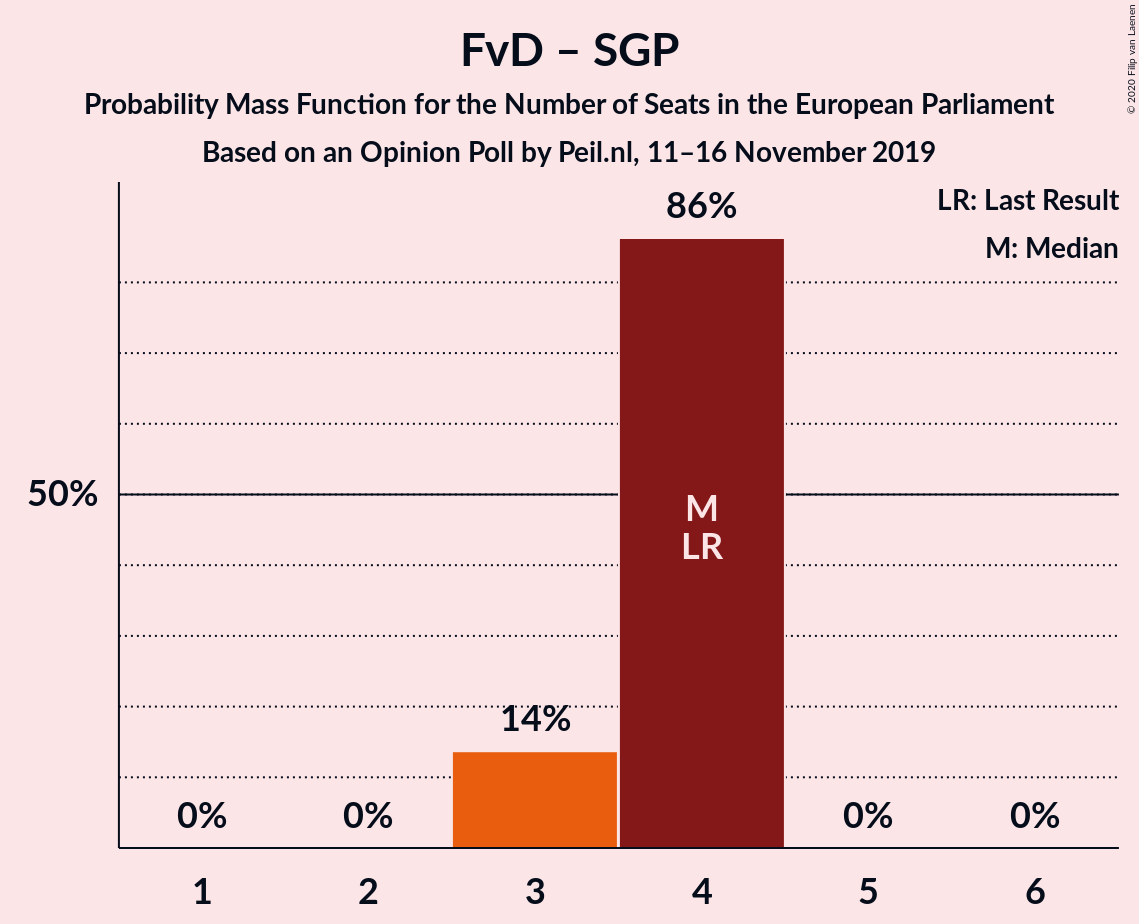 FvD – SGP
Probability Mass Function for the Number of Seats in the European Parliament
Based on an Opinion Poll by Peil.nl, 11–16 November 2019
© 2020 Filip van Laenen
LR: Last Result
M: Median
86%
50%
M
LR
14%
0% 0% 0% 0%
1 2 3 4 5 6